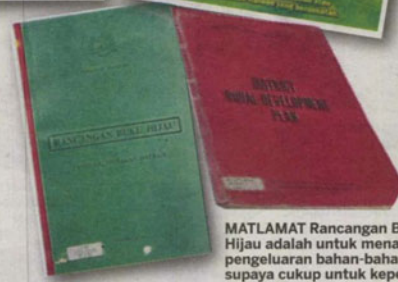 RANCANGAN BUKU HIJAU
DISTRICT
RURAL DEVELOPMENT
PLAN
MATLAMAT Rancangan B
Hijau adalah untuk mena
pengeluaran bahan-baha
supaya cukup untuk kepe